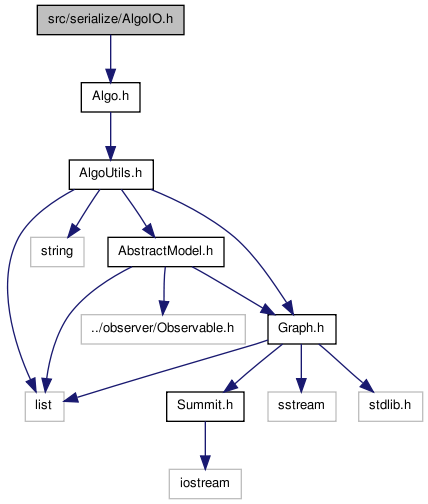 src/serialize/AlgoIO.h
Algo.h
AlgoUtils.h
string
AbstractModel.h
../observer/Observable.h
Graph.h
list
Summit.h
sstream
stdlib.h
iostream